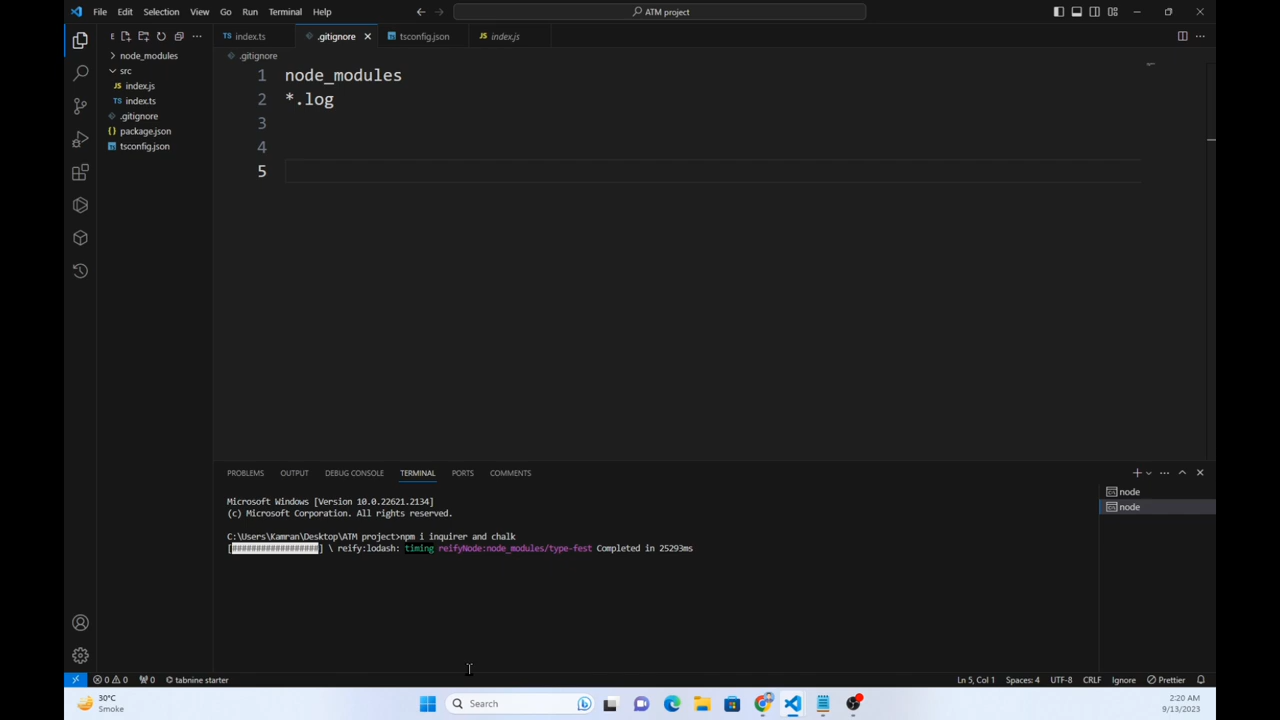 File Edit Selection View Go Run Terminal Help
ATM project
E
index.ts
.gitignore
tsconfig.json
JS index.js
node_modules
src
JS index.js
TS index.ts
.gitignore
{} package.json
tsconfig.json
.gitignore
1 node_modules
2 *.log
3
4
5
PROBLEMS OUTPUT DEBUG CONSOLE TERMINAL PORTS COMMENTS
node
node
Microsoft Windows [Version 10.0.22621.2134]
(c) Microsoft Corporation. All rights reserved.
C:\Users\Kamran\Desktop\ATM project>npm i inquirer and chalk
[##################] \ reify:lodash: timing reifyNode:node_modules/type-fest Completed in 25293ms
0 0 0 tabnine starter
Ln 5, Col 1 Spaces: 4 UTF-8 CRLF Ignore Prettier
30°C
Smoke
Search
2:20 AM
9/13/2023